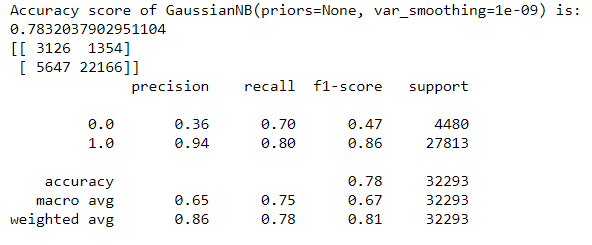 Accuracy score of GaussianNB(priors=None, var_smoothing=1e-09) is:
0.7832037902951104
[[ 3126  1354]
 [ 5647 22166]]
              precision    recall  f1-score   support

         0.0       0.36      0.70      0.47      4480
         1.0       0.94      0.80      0.86     27813

    accuracy                           0.78     32293
   macro avg       0.65      0.75      0.67     32293
weighted avg       0.86      0.78      0.81     32293